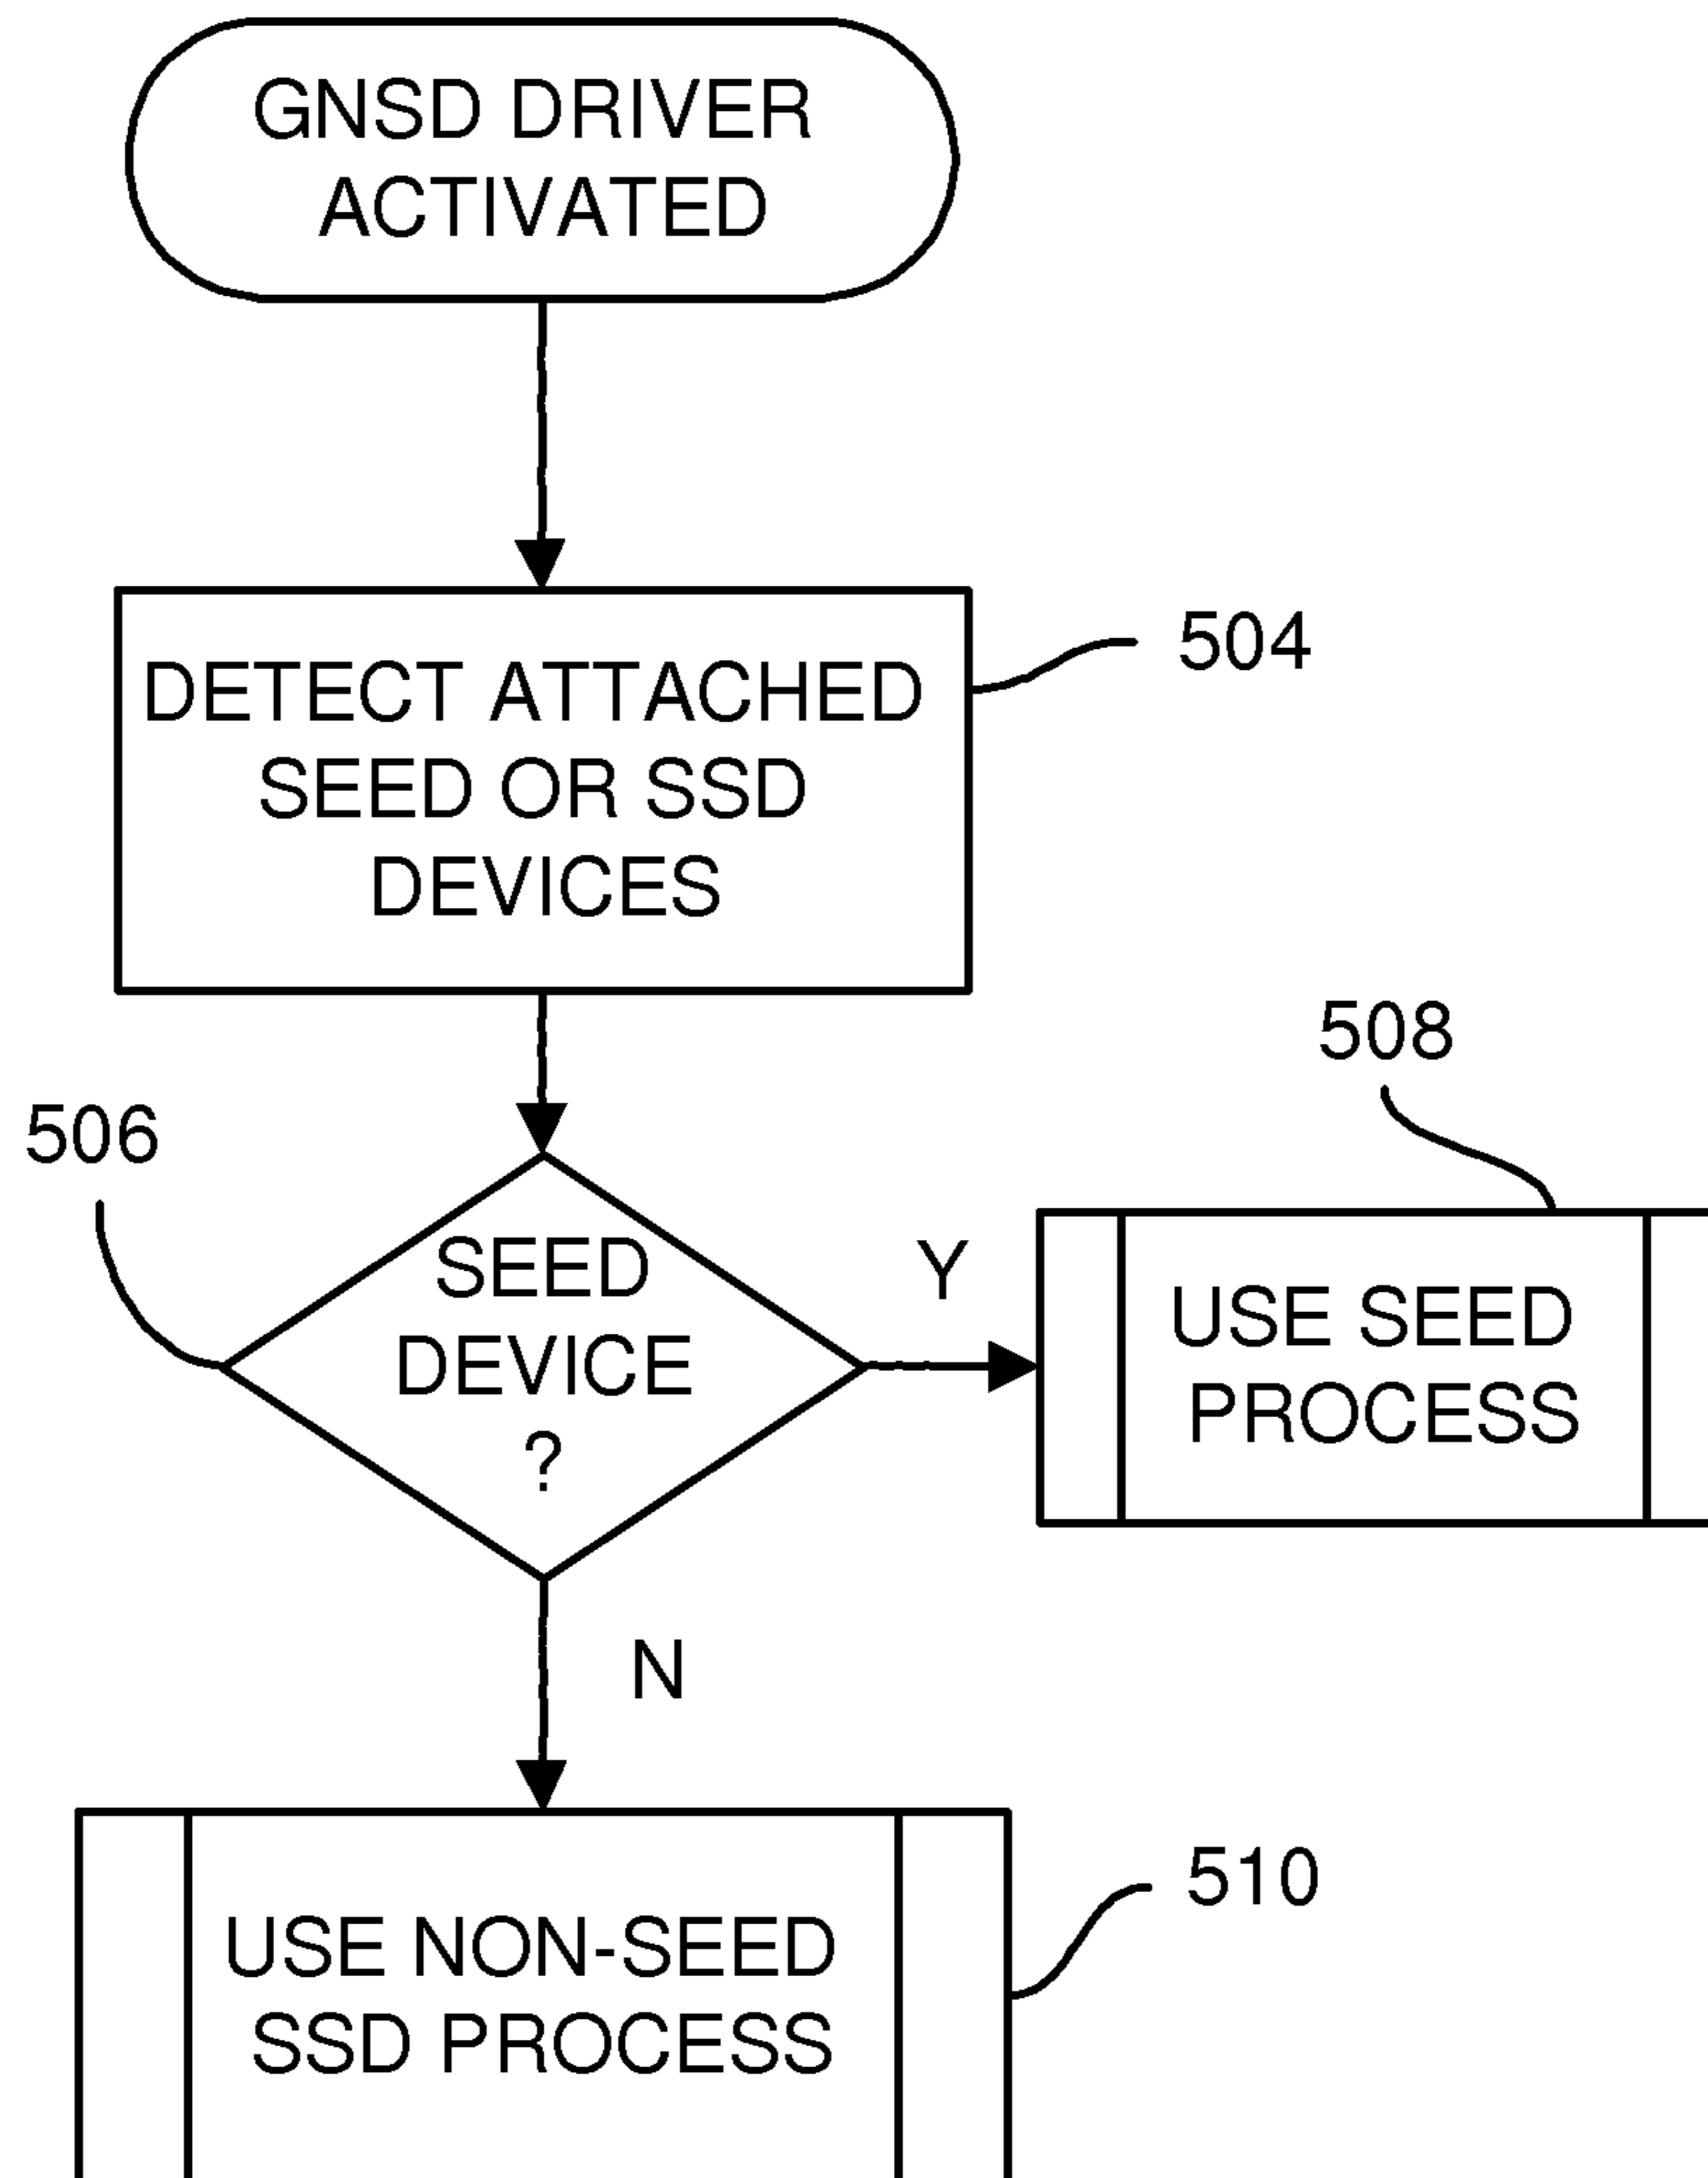 GNSD DRIVER
ACTIVATED
DETECT ATTACHED
SEED OR SSD
DEVICES
504
506
SEED
DEVICE
?
Y
508
USE SEED
PROCESS
N
USE NON-SEED
SSD PROCESS
510